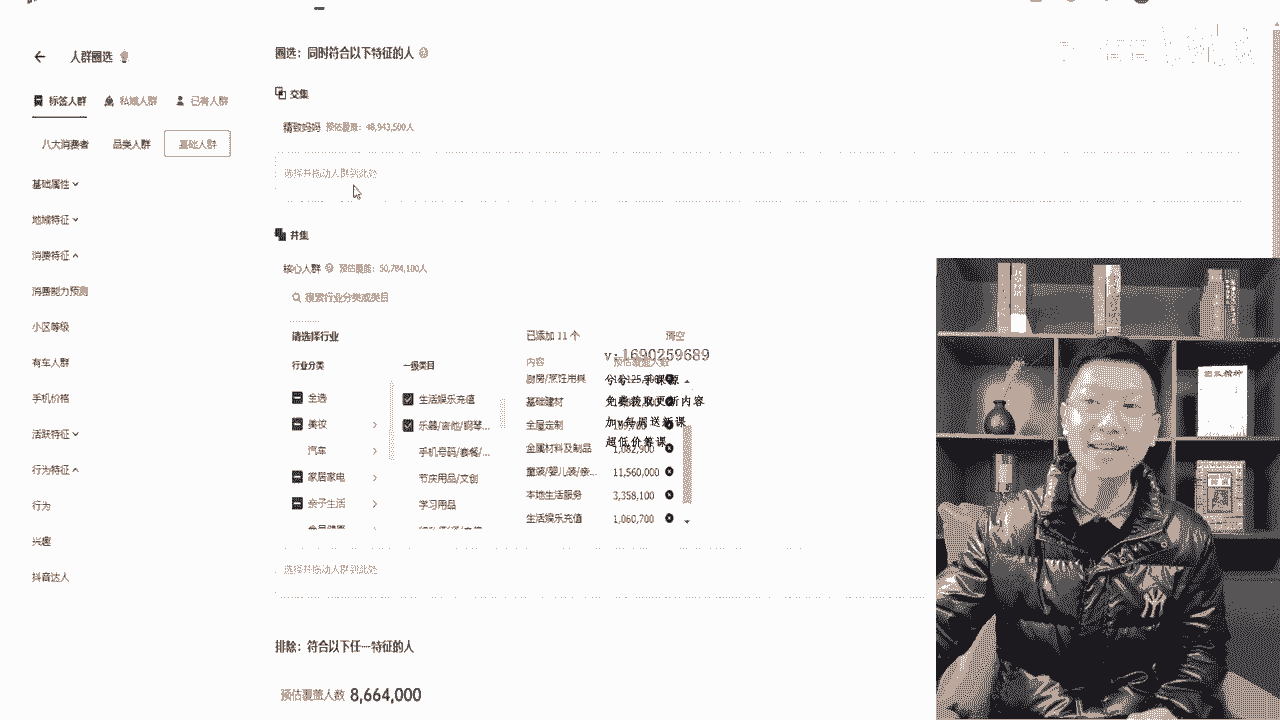 人群圈选
标签人群 私域人群 已有人群
八大消费者 品类人群 基础人群
基础属性
地域特征
消费特征
消费能力预测
小区等级
有车人群
手机价格
活跃特征
行为特征
行为
兴趣
抖音达人
圈选：同时符合以下特征的人
交集
精致妈妈 预估覆盖：48,943,500人
选择并拖动人群到此处
并集
核心人群 预估覆盖：50,784,100人
搜索行业分类或类目
请选择行业
行业分类 一级类目
全选 生活娱乐充值
美妆 乐器/吉他/钢琴...
汽车 手机号码/套餐/...
家居家电 节庆用品/文创
亲子生活 学习用品
已添加 11 个 清空
内容 预估覆盖人数
厨房/烹饪用具
基础建材
全屋定制
金属材料及制品 1,082,900
童装/婴儿装/亲... 11,560,000
本地生活服务 3,358,100
生活娱乐充值 1,060,700
v：1690259689
免费获取更新内容
加v每周送新课
超低价算课
选择并拖动人群到此处
排除：符合以下任一特征的人
预估覆盖人数 8,664,000